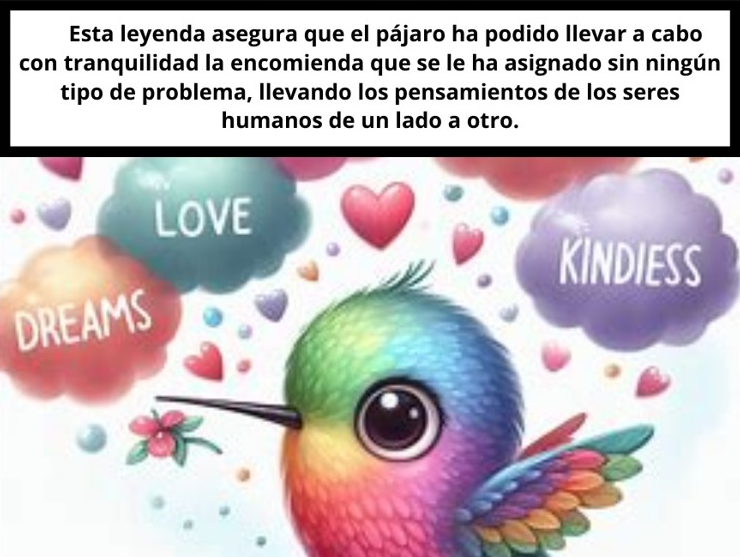 Esta leyenda asegura que el pájaro ha podido llevar a cabo
con tranquilidad la encomienda que se le ha asignado sin ningún
tipo de problema, llevando los pensamientos de los seres
humanos de un lado a otro.
LOVE
KINDIESS
DREAMS